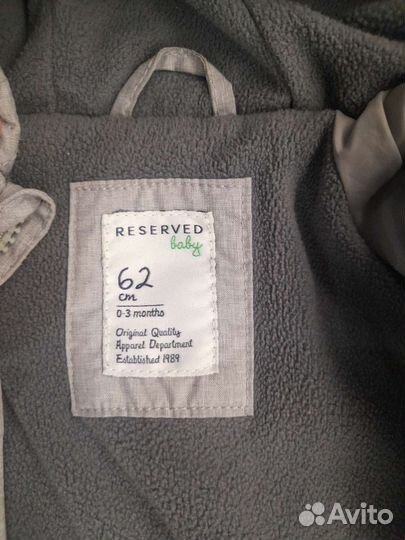 RESERVED
baby
62
cm
0-3 months
Original Quality
Apparel Department
Established 1989
Avito